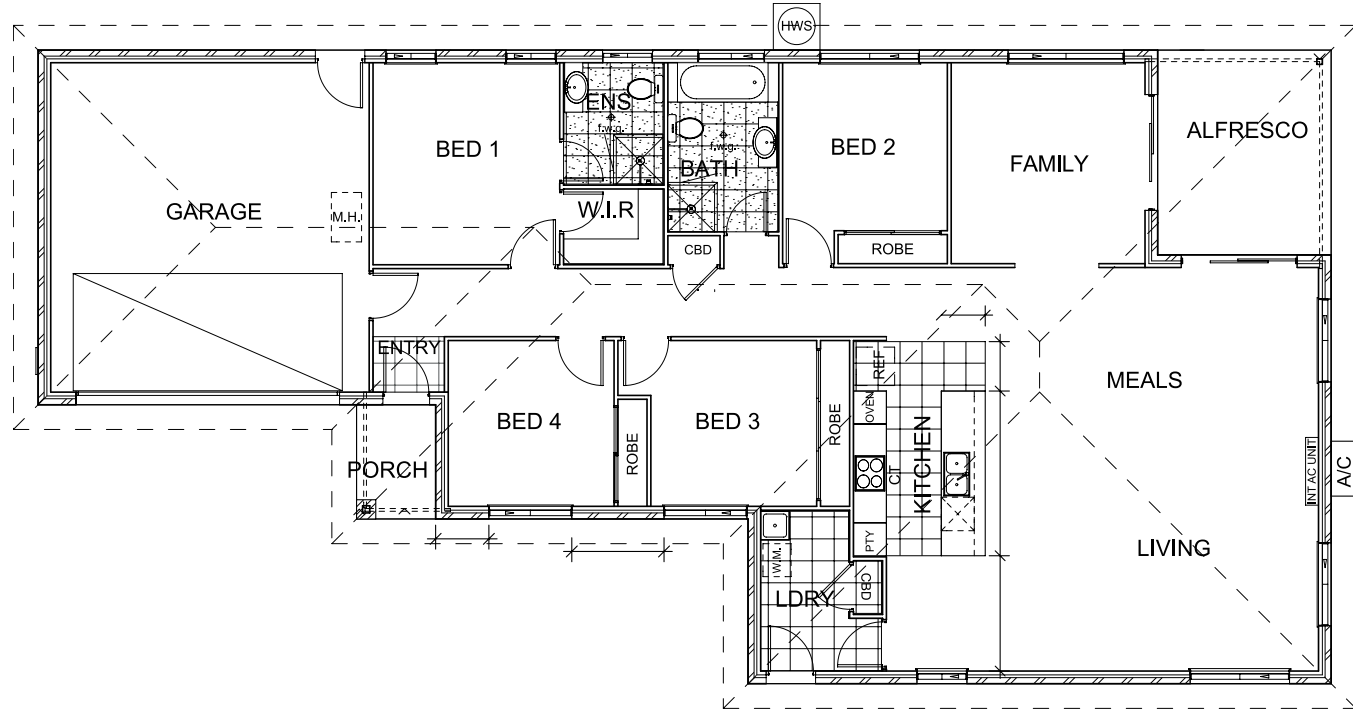 HWS
ENS
f.w.g.
BED 1
BATH
f.w.g.
BED 2
FAMILY
ALFRESCO
GARAGE
M.H.
W.I.R
CBD
ROBE
ENTRY
REF
MEALS
OVEN
BED 4
ROBE
BED 3
ROBE
KITCHEN
C.T.
PORCH
INT AC UNIT
A/C
PTY
LIVING
W.M.
CBD
LDRY